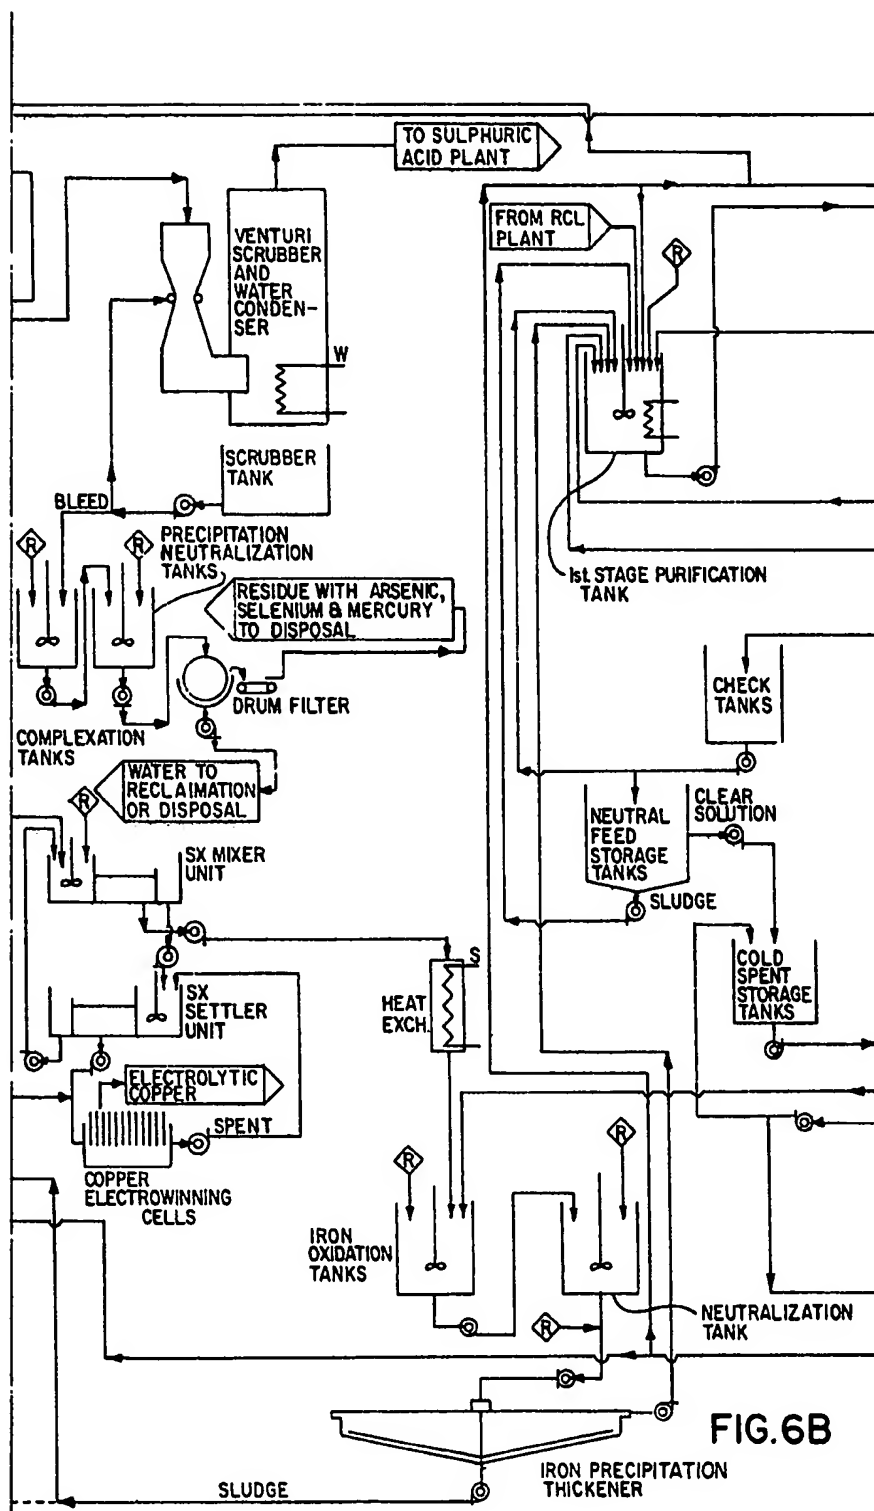 TO SULPHURIC
ACID PLANT
FROM RCL
PLANT
R
VENTURI
SCRUBBER
AND
WATER
CONDEN-
SER
W
SCRUBBER
TANK
BLEED
R
R
PRECIPITATION
NEUTRALIZATION
TANKS
1st. STAGE PURIFICATION
TANK
RESIDUE WITH ARSENIC,
SELENIUM & MERCURY
TO DISPOSAL
DRUM FILTER
CHECK
TANKS
COMPLEXATION
TANKS
WATER TO
RECLAIMATION
OR DISPOSAL
R
CLEAR
SOLUTION
NEUTRAL
FEED
STORAGE
TANKS
SX MIXER
UNIT
SLUDGE
S
COLD
SPENT
STORAGE
TANKS
SX
SETTLER
UNIT
HEAT
EXCH.
ELECTROLYTIC
COPPER
SPENT
R
R
COPPER
ELECTROWINNING
CELLS
IRON
OXIDATION
TANKS
NEUTRALIZATION
TANK
R
FIG.6B
IRON PRECIPITATION
THICKENER
SLUDGE